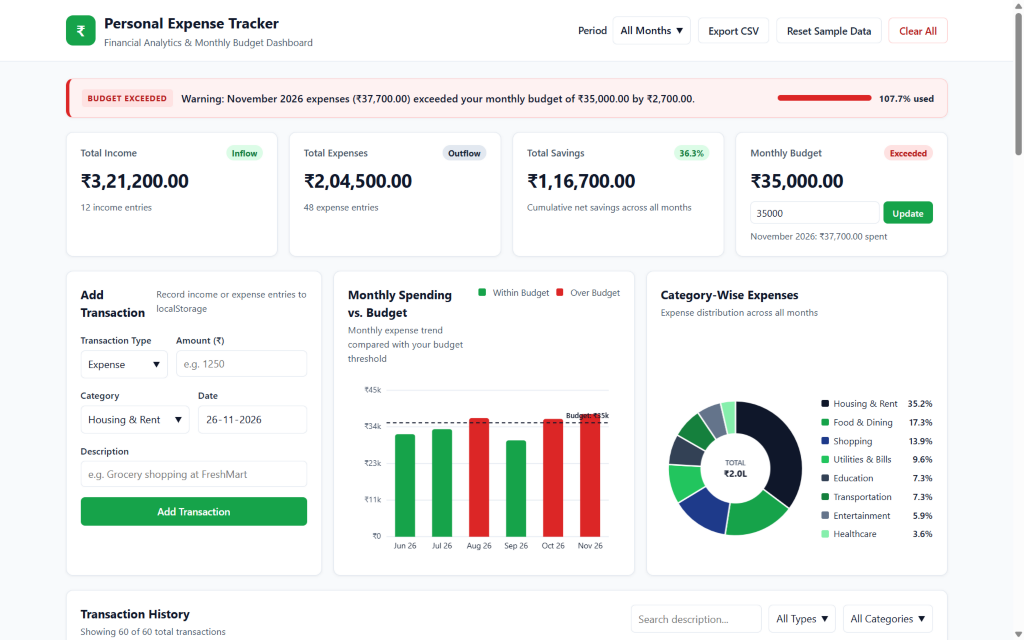 ₹ Personal Expense Tracker
Financial Analytics & Monthly Budget Dashboard
Period All Months ▼ Export CSV Reset Sample Data Clear All
BUDGET EXCEEDED Warning: November 2026 expenses (₹37,700.00) exceeded your monthly budget of ₹35,000.00 by ₹2,700.00. 107.7% used
Total Income Inflow
₹3,21,200.00
12 income entries
Total Expenses Outflow
₹2,04,500.00
48 expense entries
Total Savings 36.3%
₹1,16,700.00
Cumulative net savings across all months
Monthly Budget Exceeded
₹35,000.00
35000 Update
November 2026: ₹37,700.00 spent
Add
Transaction
Record income or expense entries to
localStorage
Transaction Type Amount (₹)
Expense ▼ e.g. 1250
Category Date
Housing & Rent ▼ 26-11-2026
Description
e.g. Grocery shopping at FreshMart
Add Transaction
Monthly Spending
vs. Budget
Monthly expense trend
compared with your budget
threshold
Within Budget Over Budget
₹45k
Budget: ₹35k
₹34k
₹23k
₹11k
₹0
Jun 26 Jul 26 Aug 26 Sep 26 Oct 26 Nov 26
Category-Wise Expenses
Expense distribution across all months
TOTAL
₹2.0L
Housing & Rent 35.2%
Food & Dining 17.3%
Shopping 13.9%
Utilities & Bills 9.6%
Education 7.3%
Transportation 7.3%
Entertainment 5.9%
Healthcare 3.6%
Transaction History
Showing 60 of 60 total transactions
Search description... All Types ▼ All Categories ▼